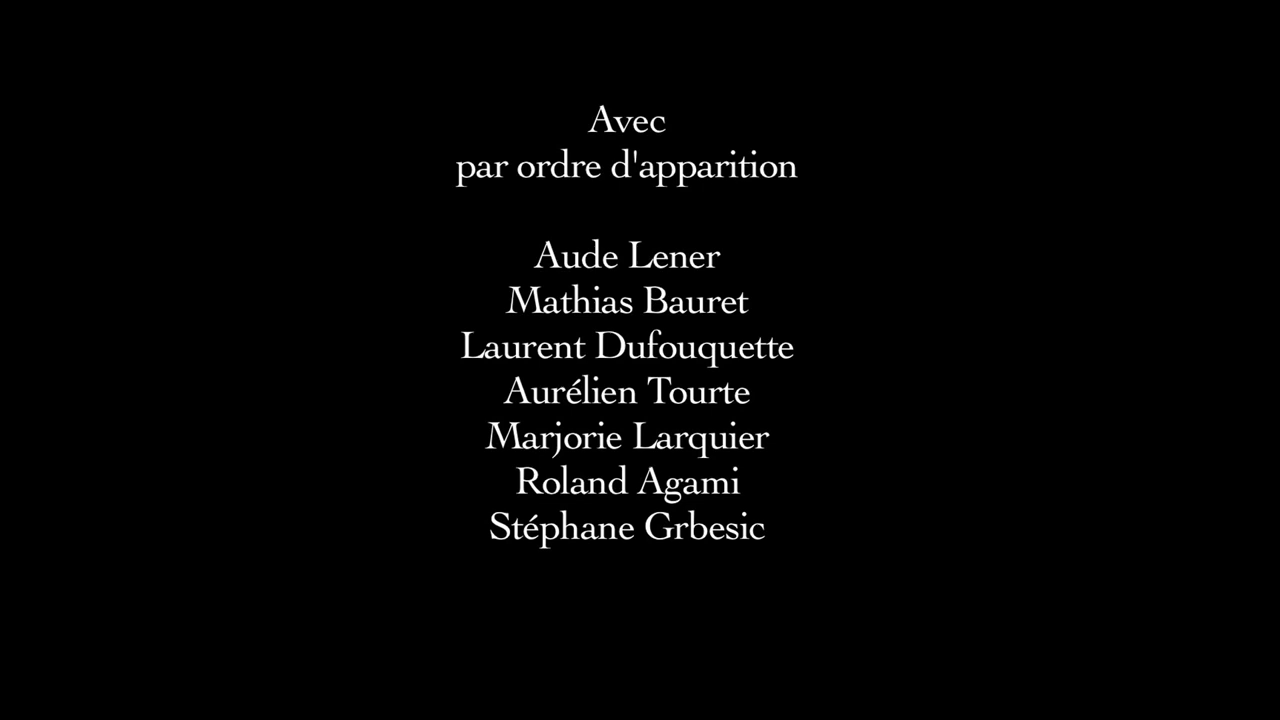 Avec
par ordre d'apparition
Aude Lener
Mathias Bauret
Laurent Dufouquette
Aurélien Tourte
Marjorie Larquier
Roland Agami
Stéphane Grbesic